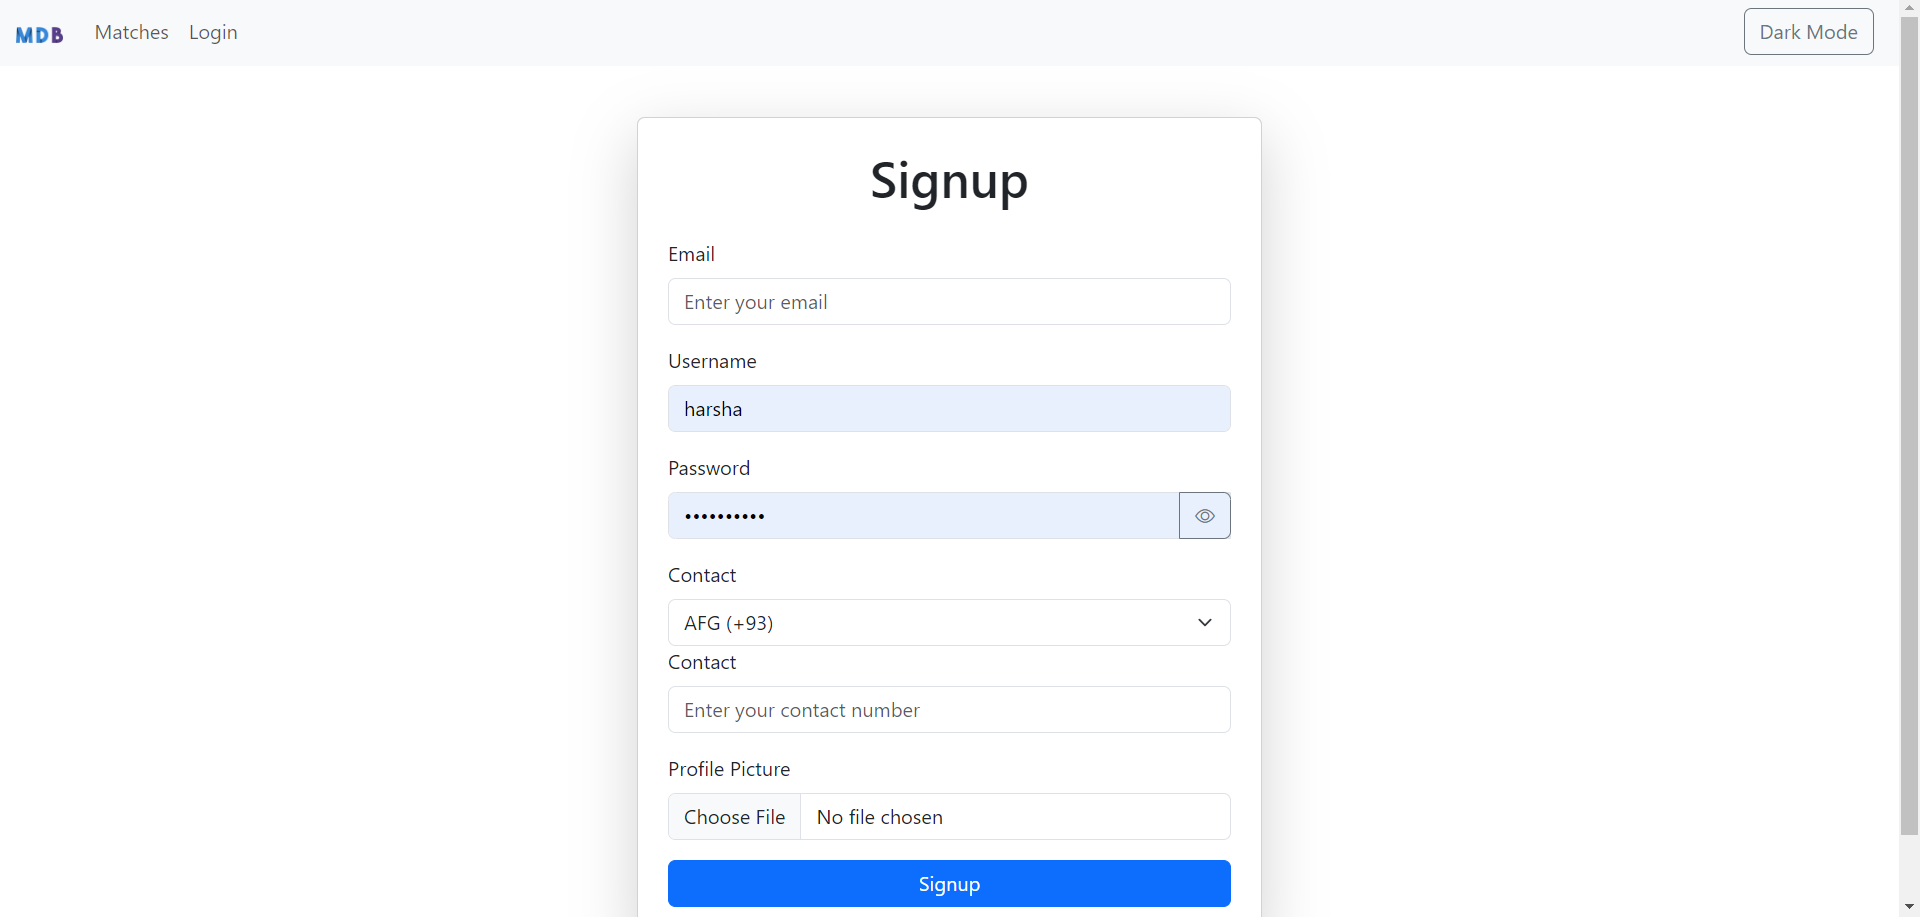 MDB Matches Login Dark Mode
Signup
Email
Enter your email
Username
harsha
Password
••••••••••
Contact
AFG (+93)
Contact
Enter your contact number
Profile Picture
Choose File No file chosen
Signup